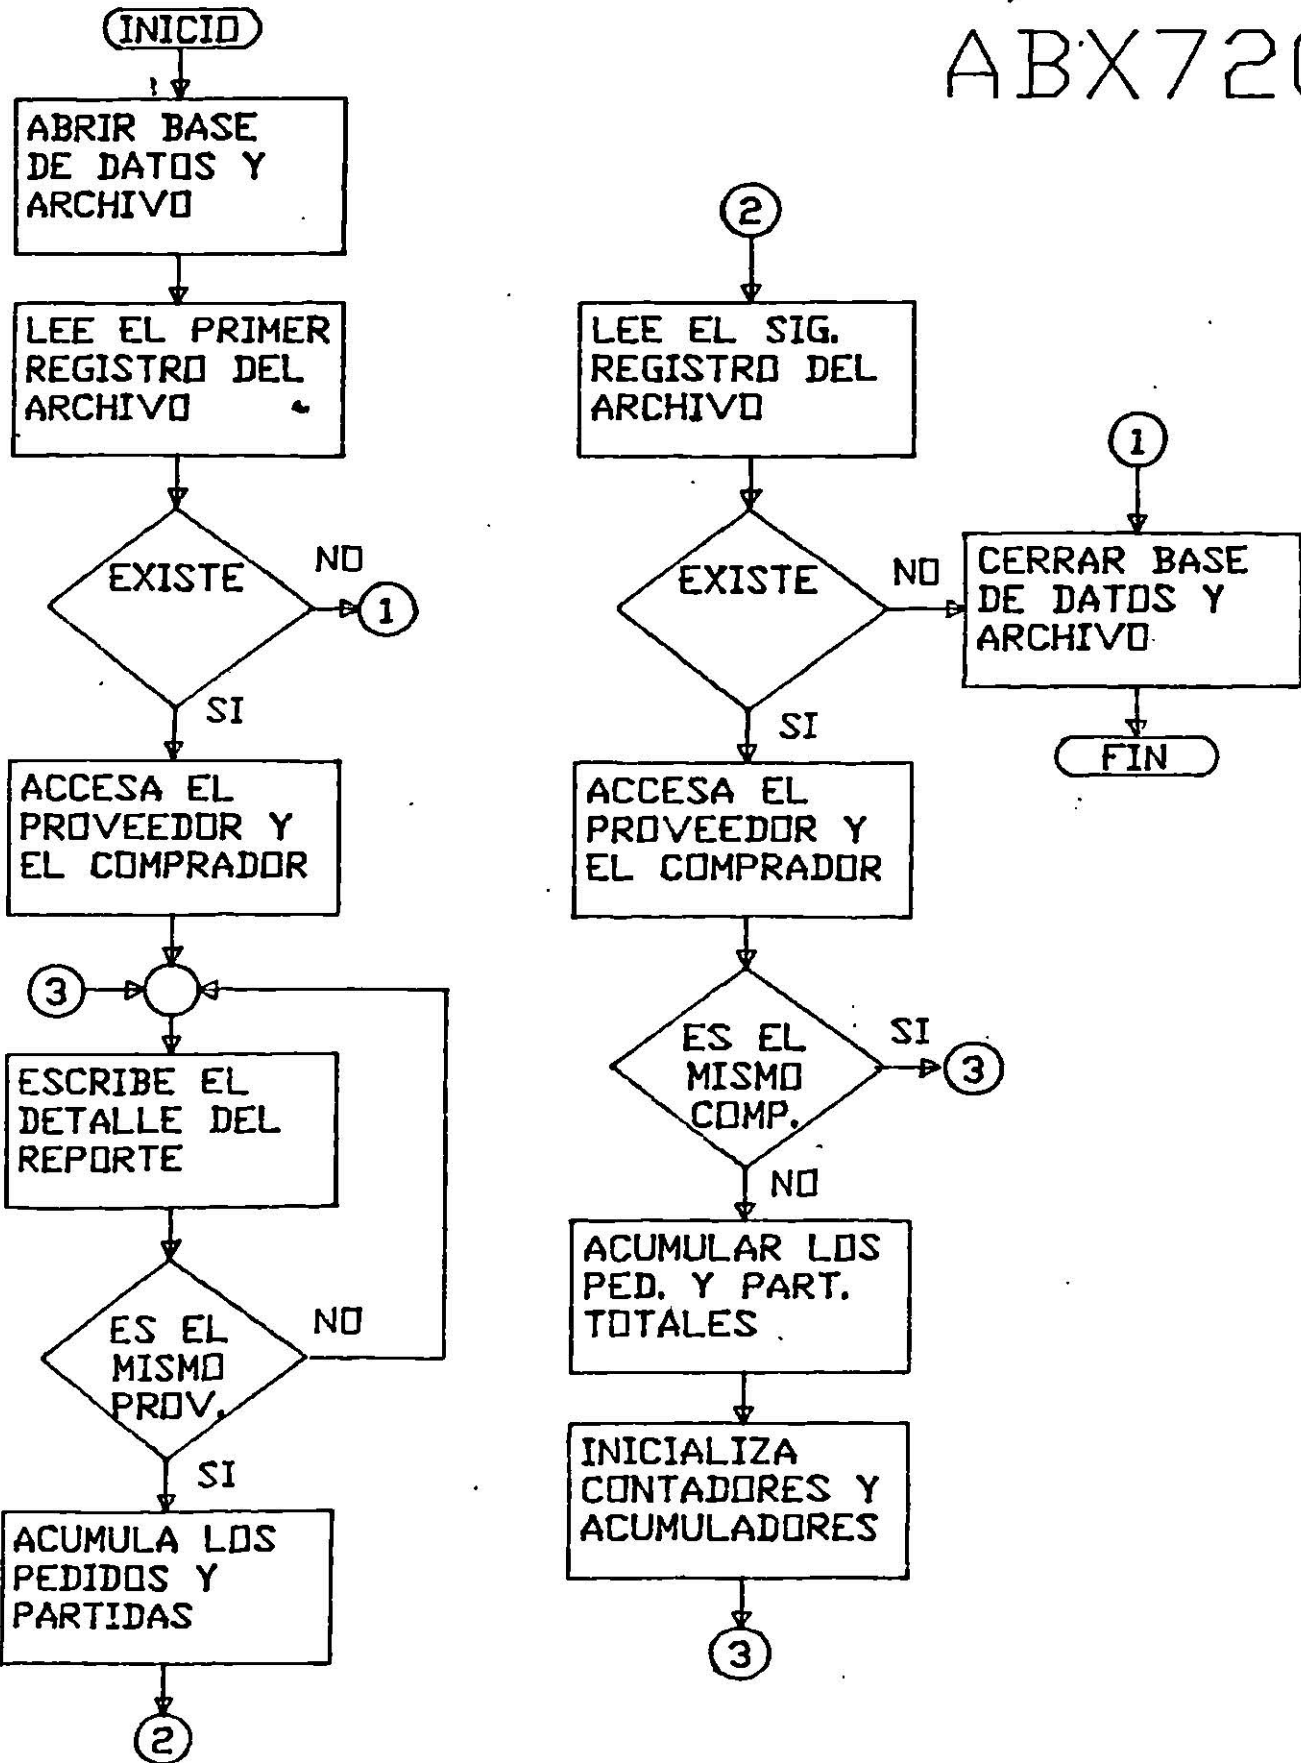 INICIO
ABX720
ABRIR BASE
DE DATOS Y
ARCHIVO
LEE EL PRIMER
REGISTRO DEL
ARCHIVO
EXISTE
NO
1
SI
ACCESA EL
PROVEEDOR Y
EL COMPRADOR
3
ESCRIBE EL
DETALLE DEL
REPORTE
ES EL
MISMO
PROV.
NO
SI
ACUMULA LOS
PEDIDOS Y
PARTIDAS
2
2
LEE EL SIG.
REGISTRO DEL
ARCHIVO
EXISTE
NO
SI
ACCESA EL
PROVEEDOR Y
EL COMPRADOR
ES EL
MISMO
COMP.
SI
3
NO
ACUMULAR LOS
PED. Y PART.
TOTALES
INICIALIZA
CONTADORES Y
ACUMULADORES
3
1
CERRAR BASE
DE DATOS Y
ARCHIVO
FIN